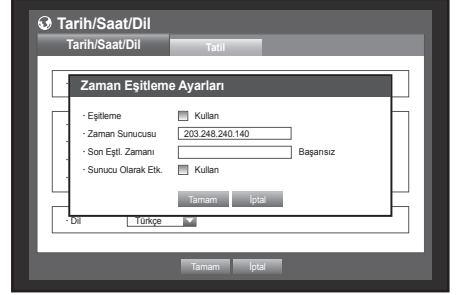 Tarih/Saat/Dil
Tarih/Saat/Dil Tatil
Zaman Eşitleme Ayarları
· Eşitleme Kullan
· Zaman Sunucusu 203.248.240.140
· Son Eştl. Zamanı Başarısız
· Sunucu Olarak Etk. Kullan
Tamam İptal
· Dil Türkçe
Tamam İptal